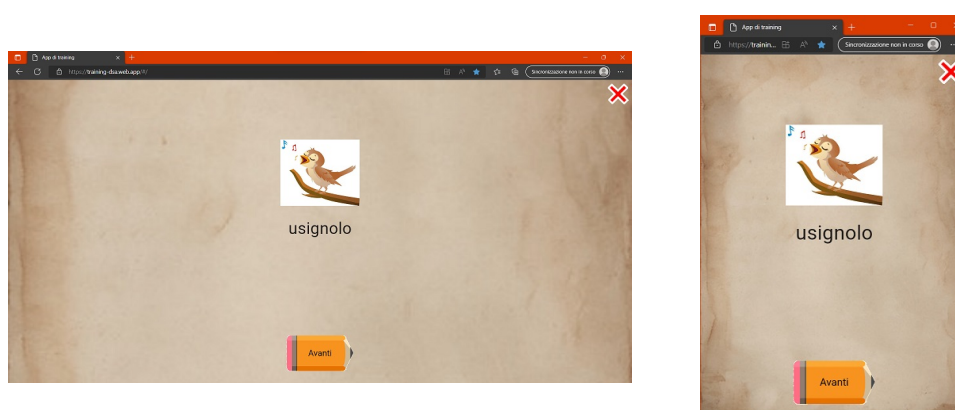 App di training
https://training-dsa.web.app/#/
Sincronizzazione non in corso
usignolo
Avanti
App di training
https://trainin...
Sincronizzazione non in corso
usignolo
Avanti